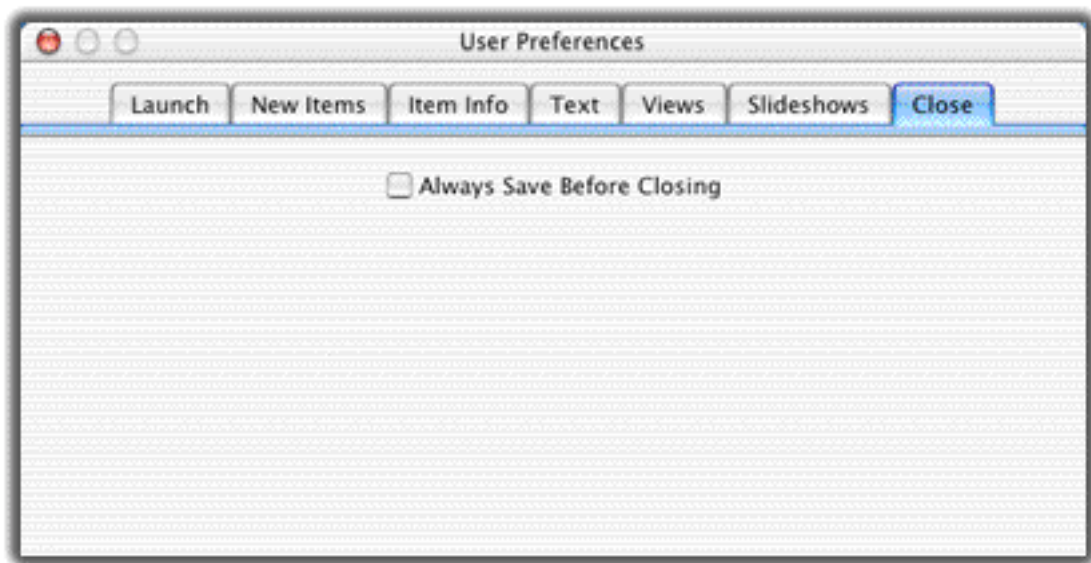 User Preferences
Launch New Items Item Info Text Views Slideshows Close
Always Save Before Closing